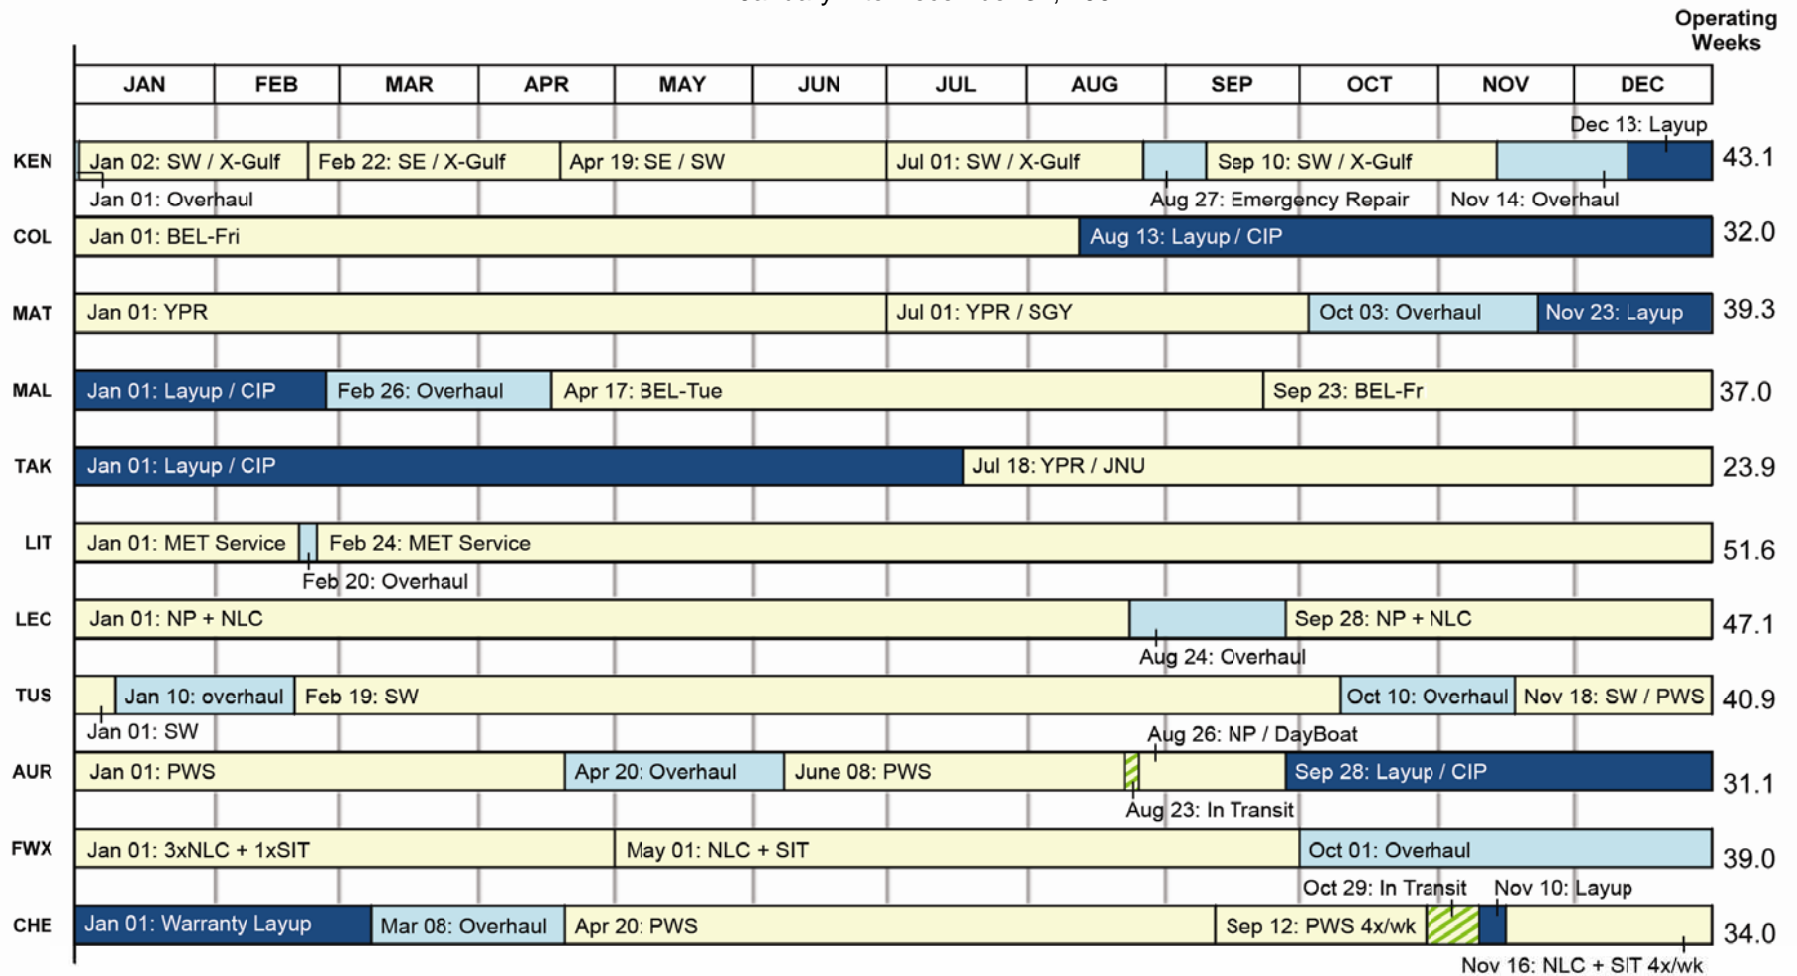 Operating
Weeks
JAN FEB MAR APR MAY JUN JUL AUG SEP OCT NOV DEC
Dec 13: Layup
KEN Jan 02: SW / X-Gulf Feb 22: SE / X-Gulf Apr 19: SE / SW Jul 01: SW / X-Gulf Sep 10: SW / X-Gulf 43.1
Jan 01: Overhaul Aug 27: Emergency Repair Nov 14: Overhaul
COL Jan 01: BEL-Fri Aug 13: Layup / CIP 32.0
MAT Jan 01: YPR Jul 01: YPR / SGY Oct 03: Overhaul Nov 23: Layup 39.3
MAL Jan 01: Layup / CIP Feb 26: Overhaul Apr 17: BEL-Tue Sep 23: BEL-Fr 37.0
TAK Jan 01: Layup / CIP Jul 18: YPR / JNU 23.9
LIT Jan 01: MET Service Feb 24: MET Service 51.6
Feb 20: Overhaul
LEC Jan 01: NP + NLC Sep 28: NP + NLC 47.1
Aug 24: Overhaul
TUS Jan 10: overhaul Feb 19: SW Oct 10: Overhaul Nov 18: SW / PWS 40.9
Jan 01: SW Aug 26: NP / DayBoat
AUR Jan 01: PWS Apr 20: Overhaul June 08: PWS Sep 28: Layup / CIP 31.1
Aug 23: In Transit
FWX Jan 01: 3xNLC + 1xSIT May 01: NLC + SIT Oct 01: Overhaul 39.0
Oct 29: In Transit Nov 10: Layup
CHE Jan 01: Warranty Layup Mar 08: Overhaul Apr 20: PWS Sep 12: PWS 4x/wk 34.0
Nov 16: NLC + SIT 4x/wk